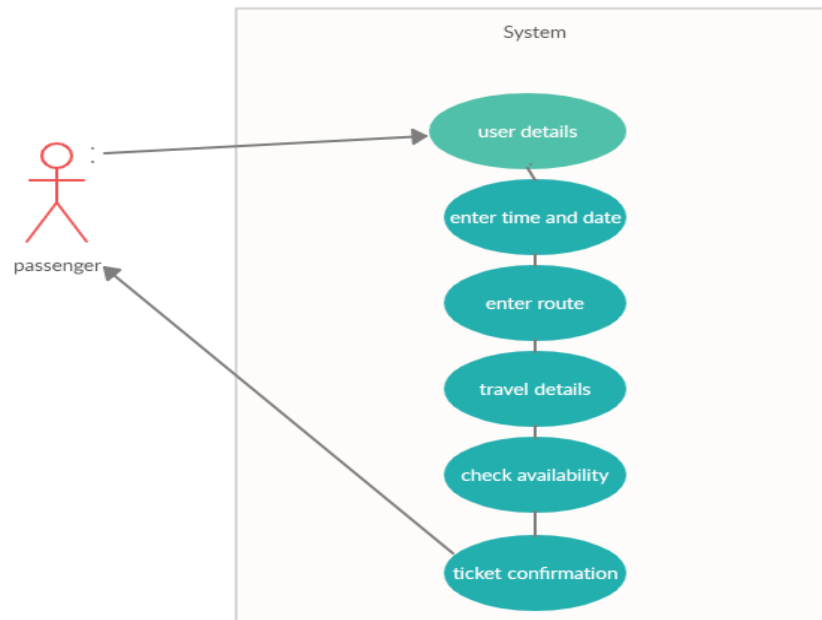 System
user details
:
passenger
enter time and date
enter route
travel details
check availability
ticket confirmation